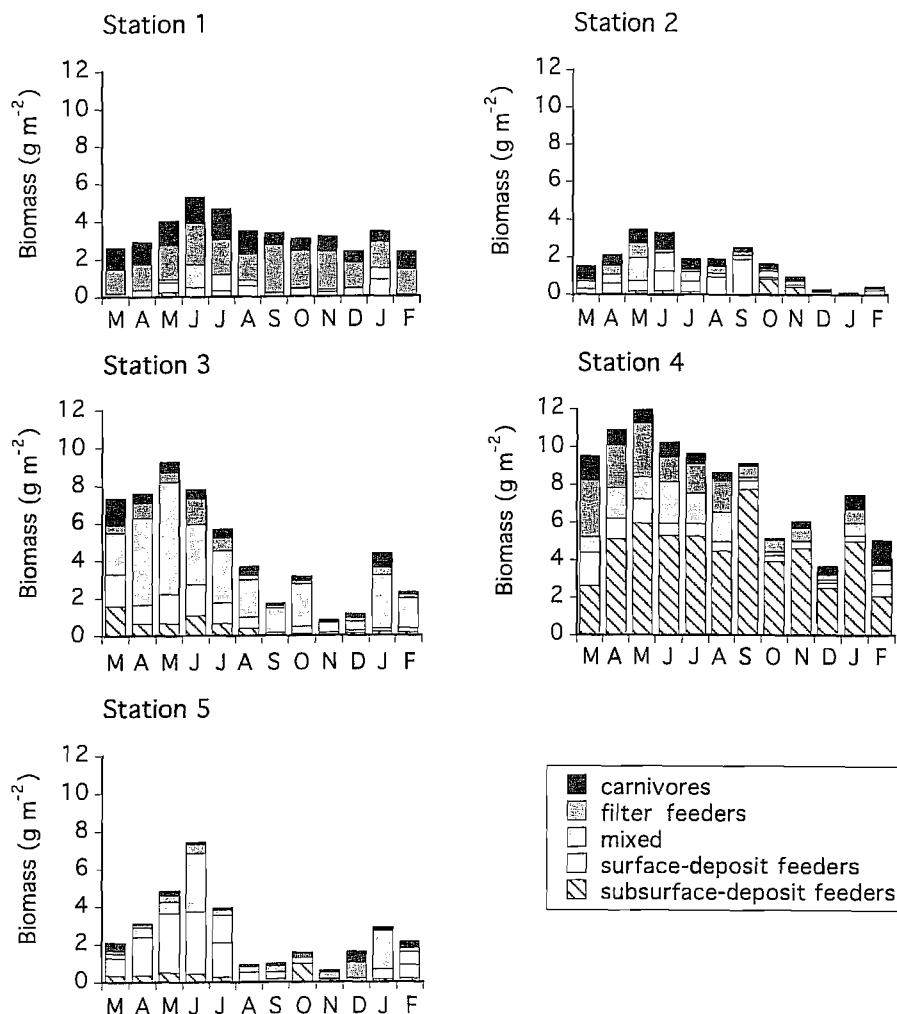 Station 1
Biomass (g m⁻²)
12
10
8
6
4
2
0
M A M J J A S O N D J F
Station 2
Biomass (g m⁻²)
12
10
8
6
4
2
0
M A M J J A S O N D J F
Station 3
Biomass (g m⁻²)
12
10
8
6
4
2
0
M A M J J A S O N D J F
Station 4
Biomass (g m⁻²)
12
10
8
6
4
2
0
M A M J J A S O N D J F
Station 5
Biomass (g m⁻²)
12
10
8
6
4
2
0
M A M J J A S O N D J F
carnivores
filter feeders
mixed
surface-deposit feeders
subsurface-deposit feeders